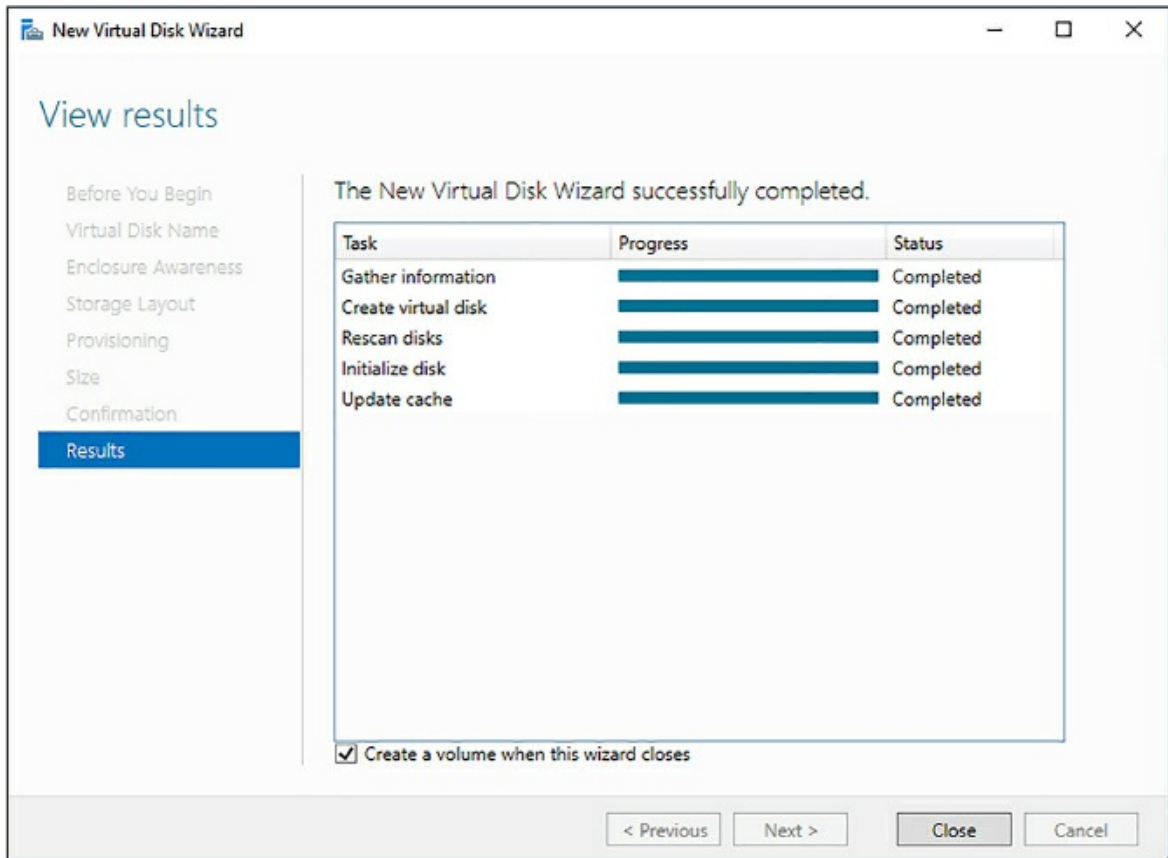 New Virtual Disk Wizard
View results
Before You Begin
Virtual Disk Name
Enclosure Awareness
Storage Layout
Provisioning
Size
Confirmation
Results
The New Virtual Disk Wizard successfully completed.
Task Progress Status
Gather information Completed
Create virtual disk Completed
Rescan disks Completed
Initialize disk Completed
Update cache Completed
Create a volume when this wizard closes
< Previous Next > Close Cancel